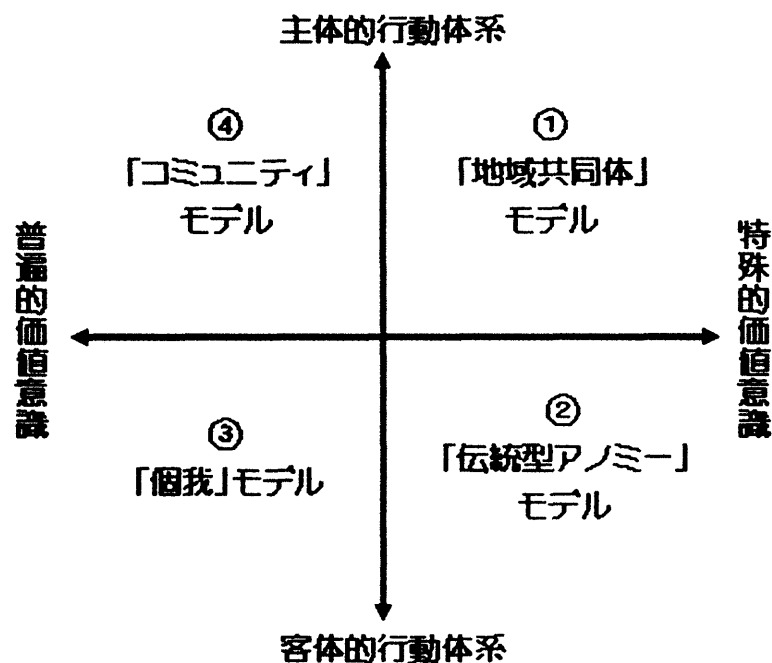 主体的行動体系
④
「コミュニティ」
モデル
①
「地域共同体」
モデル
普遍的価値意識
特殊的価値意識
③
「個我」モデル
②
「伝統型アノミー」
モデル
客体的行動体系